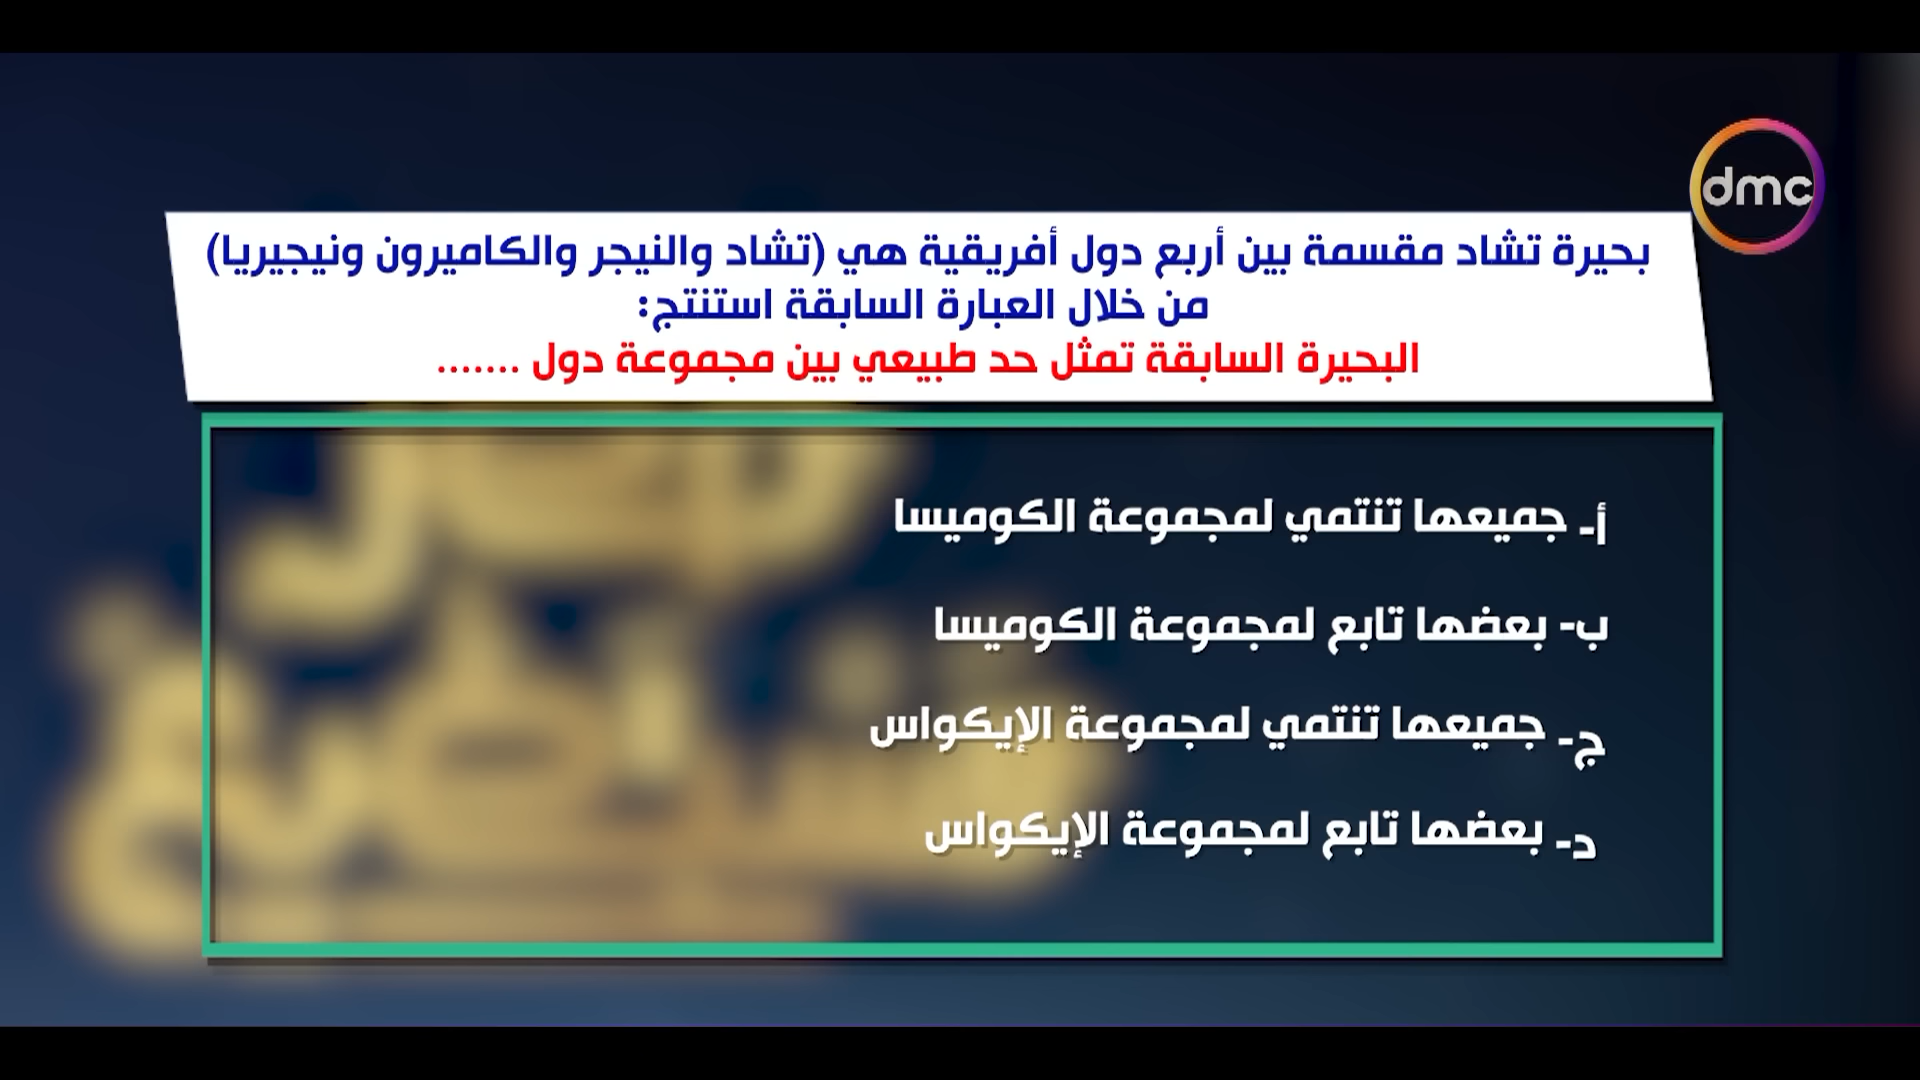 dmc
بحيرة تشاد مقسمة بين أربع دول أفريقية هي (تشاد والنيجر والكاميرون ونيجيريا)
من خلال العبارة السابقة استنتج:
البحيرة السابقة تمثل حد طبيعي بين مجموعة دول .......
أ- جميعها تنتمي لمجموعة الكوميسا
ب- بعضها تابع لمجموعة الكوميسا
ج- جميعها تنتمي لمجموعة الإيكواس
د- بعضها تابع لمجموعة الإيكواس